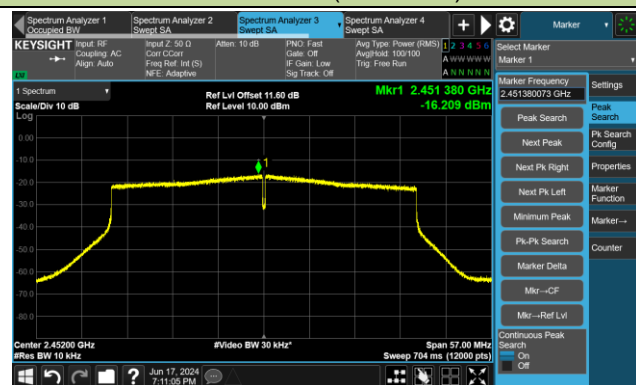 Spectrum Analyzer 1
Occupied BW
Spectrum Analyzer 2
Swept SA
Spectrum Analyzer 3
Swept SA
Spectrum Analyzer 4
Swept SA
Marker
KEYSIGHT
Input: RF
Coupling: AC
Align: Auto
Input Z: 50 Ω
Corr CCorr
Freq Ref: Int (S)
NFE: Adaptive
Atten: 10 dB
PNO: Fast
Gate: Off
IF Gain: Low
Sig Track: Off
Avg Type: Power (RMS)
Avg|Hold: 100/100
Trig: Free Run
1 2 3 4 5 6
A W W W W W
A N N N N N
LW
1 Spectrum
Scale/Div 10 dB
Log
Ref Lvl Offset 11.60 dB
Ref Level 10.00 dBm
Mkr1 2.451 380 GHz
-16.209 dBm
0.00
-10.0
-20.0
-30.0
-40.0
-50.0
-60.0
-70.0
-80.0
1
Center 2.45200 GHz
#Res BW 10 kHz
#Video BW 30 kHz*
Span 57.00 MHz
Sweep 704 ms (12000 pts)
Select Marker
Marker 1
Marker Frequency
2.451380073 GHz
Peak Search
Next Peak
Next Pk Right
Next Pk Left
Minimum Peak
Pk-Pk Search
Marker Delta
Mkr→CF
Mkr→Ref Lvl
Continuous Peak
Search
On
Off
Settings
Peak
Search
Pk Search
Config
Properties
Marker
Function
Marker→
Counter
Jun 17, 2024
7:11:05 PM